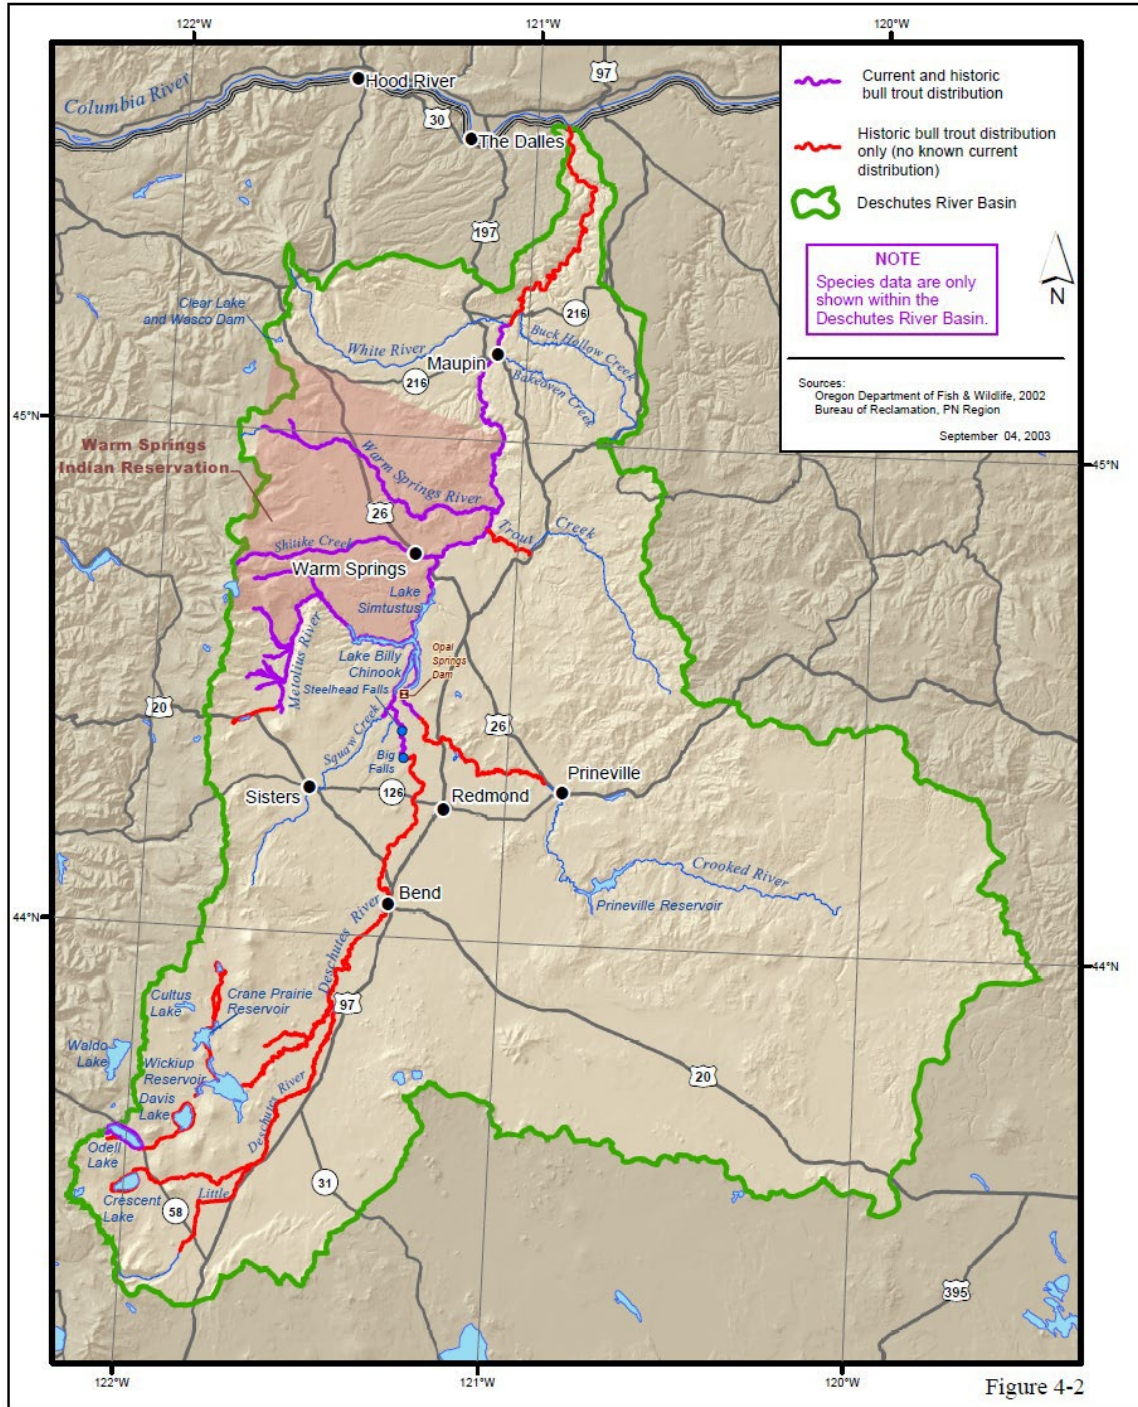 122°W
121°W
120°W
Columbia River
Hood River
97
30
The Dalles
197
Current and historic
bull trout distribution
Historic bull trout distribution
only (no known current
distribution)
Deschutes River Basin
NOTE
Species data are only
shown within the
Deschutes River Basin.
N
Sources:
Oregon Department of Fish & Wildlife, 2002
Bureau of Reclamation, PN Region
September 04, 2003
Clear Lake
and Wasco Dam
216
White River
Buck Hollow Creek
Maupin
216
Bakeoven Creek
45°N
45°N
Warm Springs
Indian Reservation
Warm Springs River
26
Trout Creek
Shitike Creek
Warm Springs
Lake
Simtustus
Metolius River
Lake Billy
Chinook
Opal
Springs
Dam
Steelhead Falls
20
Squaw Creek
26
Big
Falls
Prineville
Sisters
126
Redmond
Crooked River
Bend
Prineville Reservoir
44°N
44°N
Deschutes River
Cultus
Lake
Crane Prairie
Reservoir
97
Waldo
Lake
Wickiup
Reservoir
20
Davis
Lake
Little Deschutes River
Odell
Lake
Crescent
Lake
58
31
395
122°W
121°W
120°W
Figure 4-2